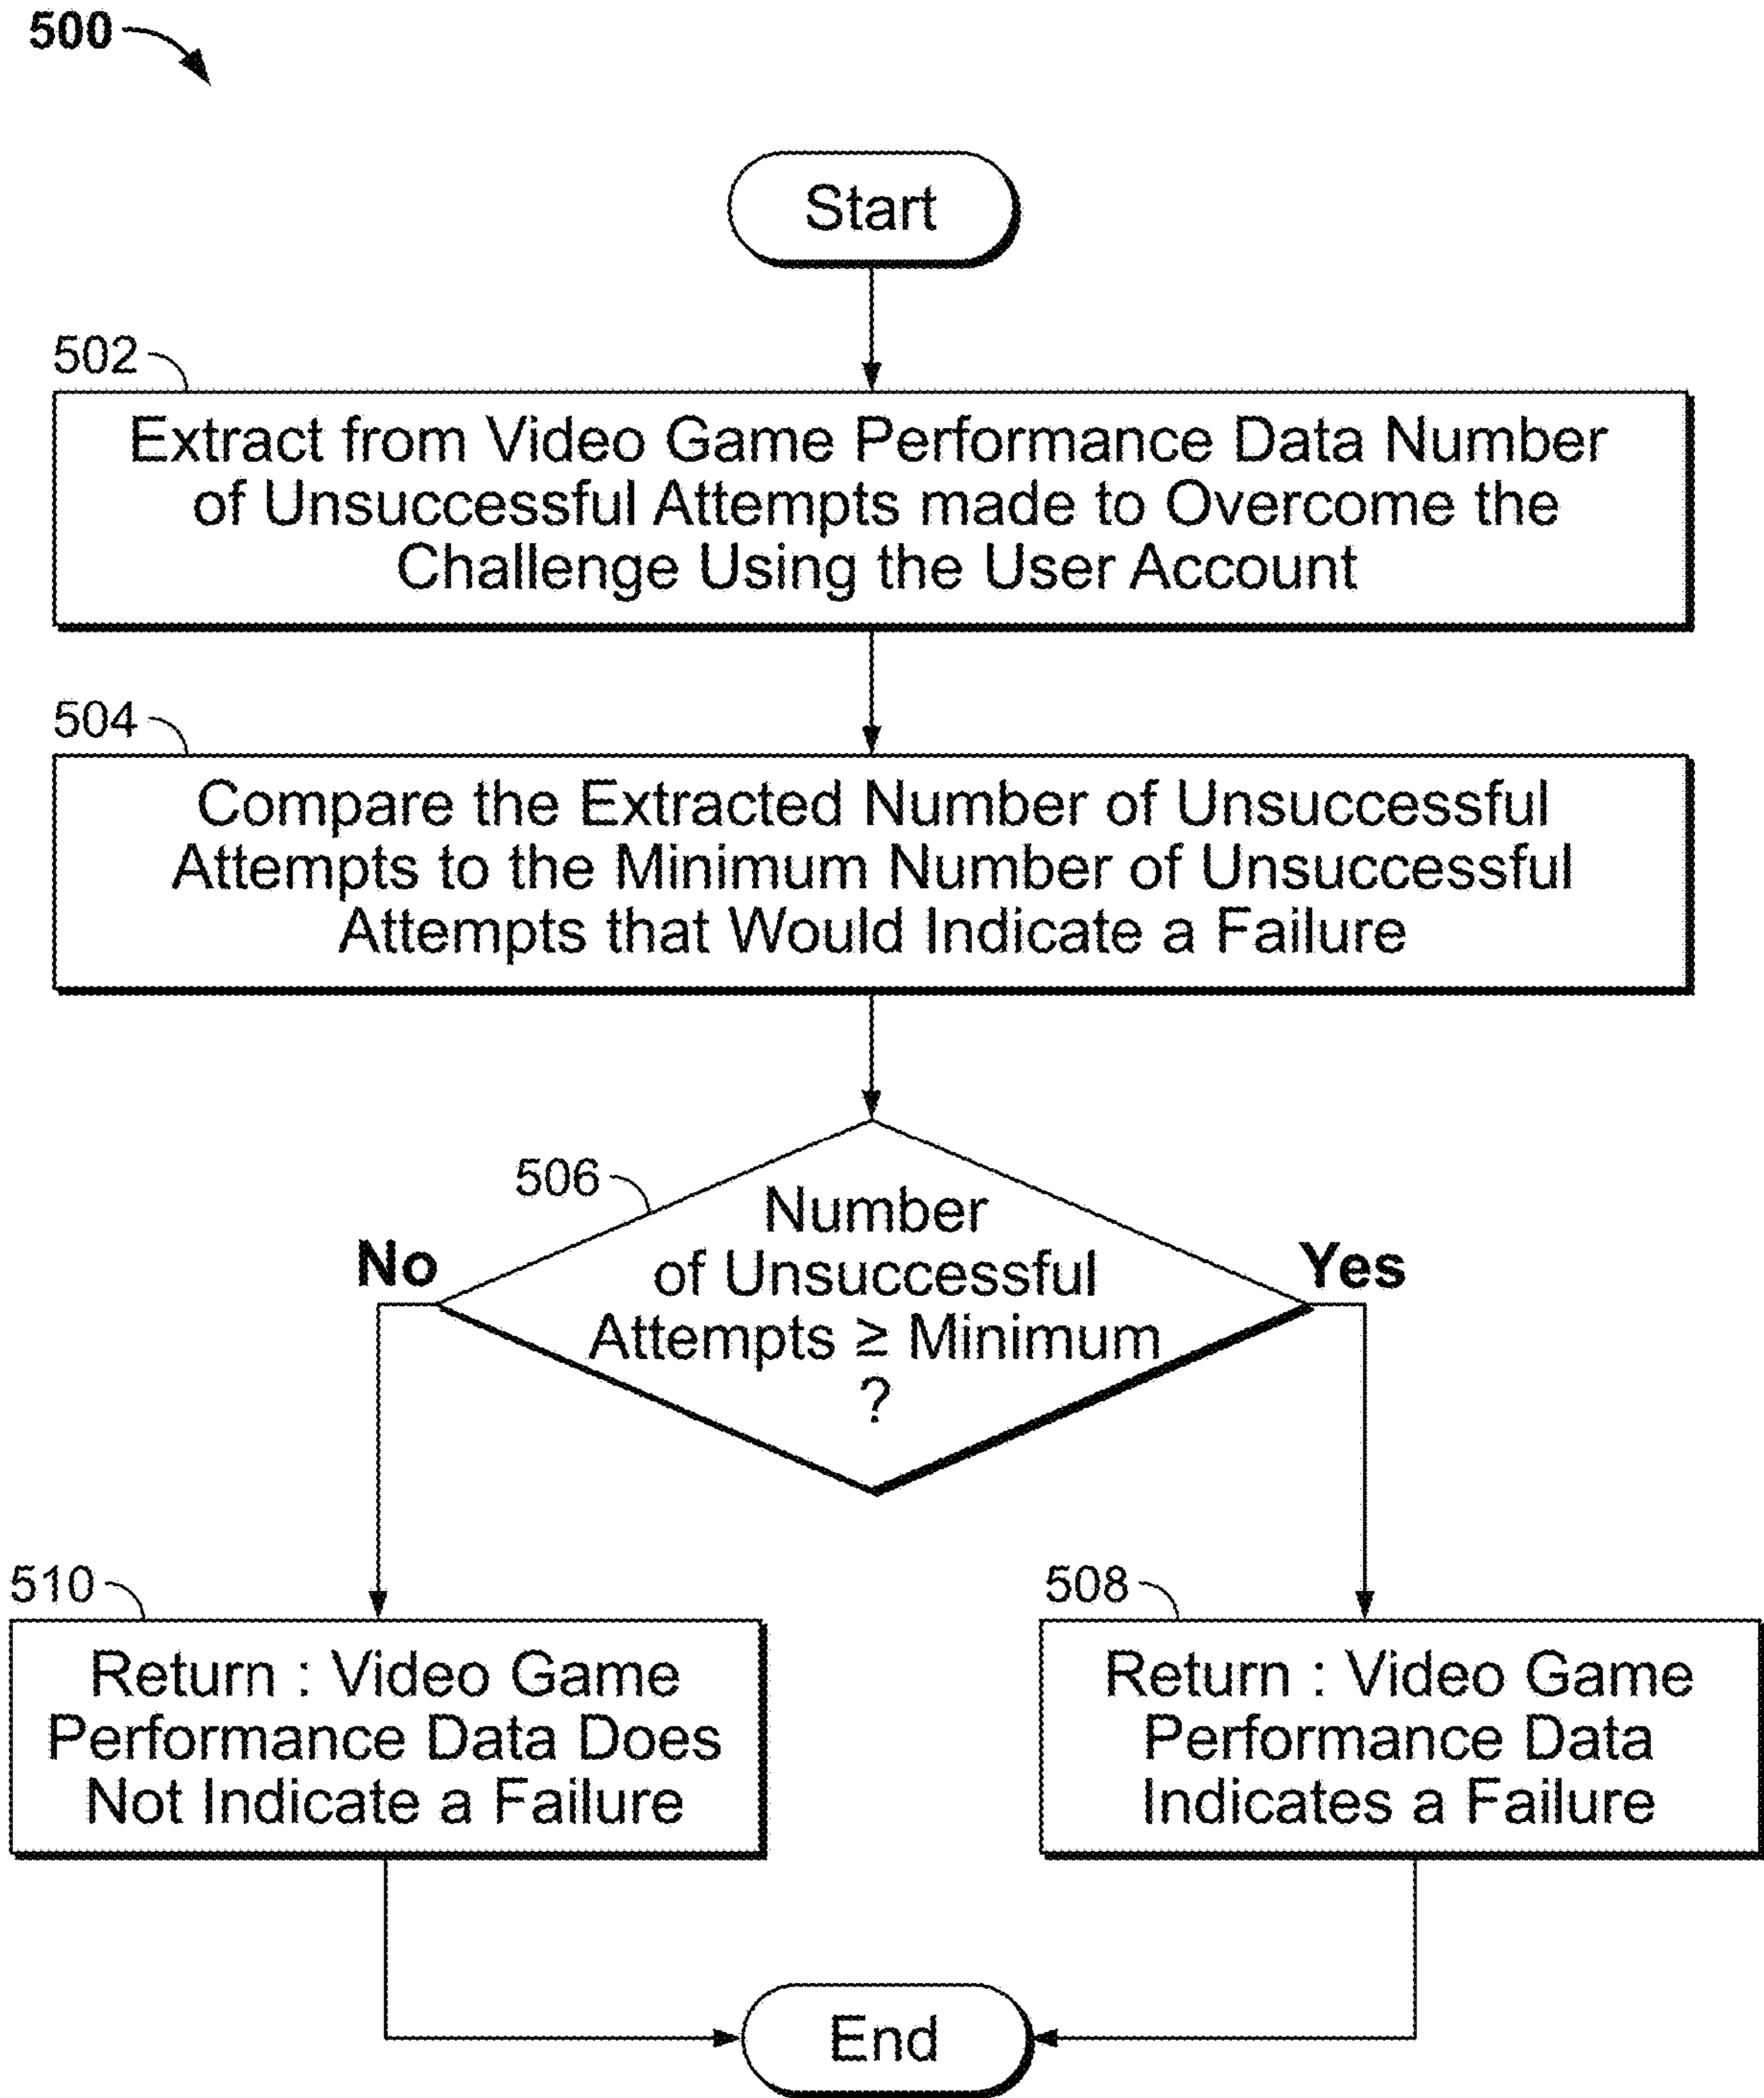 500
Start
502
Extract from Video Game Performance Data Number
of Unsuccessful Attempts made to Overcome the
Challenge Using the User Account
504
Compare the Extracted Number of Unsuccessful
Attempts to the Minimum Number of Unsuccessful
Attempts that Would Indicate a Failure
506
Number
of Unsuccessful
Attempts ≥ Minimum
?
No
Yes
510
Return : Video Game
Performance Data Does
Not Indicate a Failure
508
Return : Video Game
Performance Data
Indicates a Failure
End